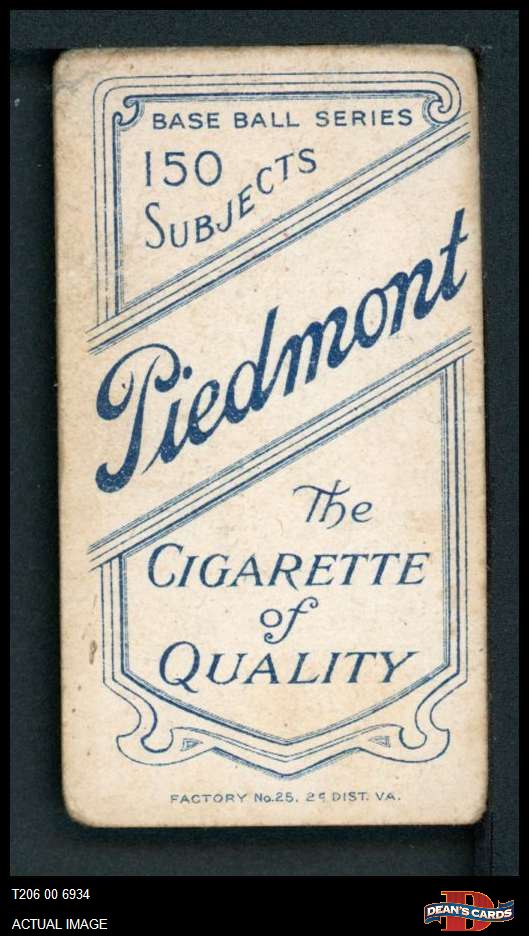 BASE BALL SERIES
150
SUBJECTS
Piedmont
The
CIGARETTE
of
QUALITY
FACTORY No. 25, 2d DIST. VA.
T206 00 6934
ACTUAL IMAGE
DEAN'S CARDS